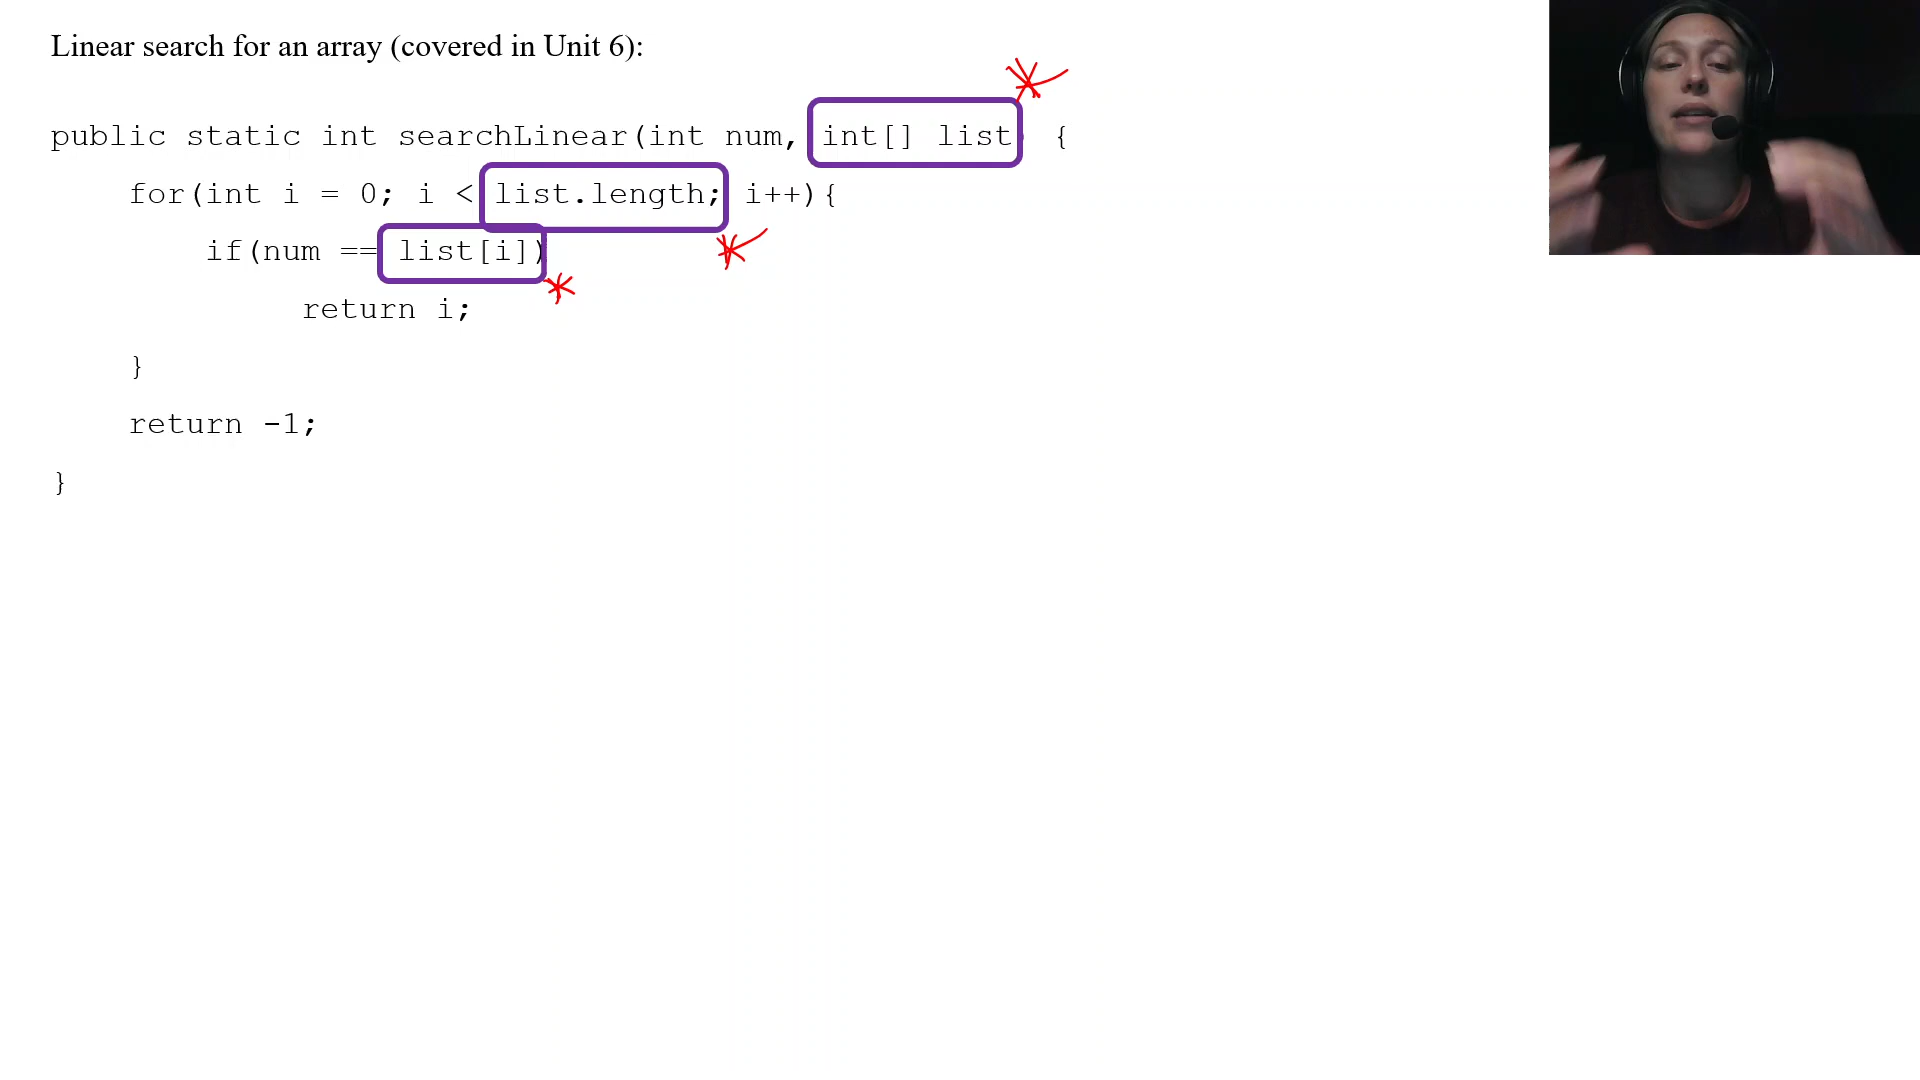 Linear search for an array (covered in Unit 6):
public static int searchLinear(int num, int[] list) {
for(int i = 0; i < list.length; i++){
if(num == list[i])
return i;
}
return -1;
}